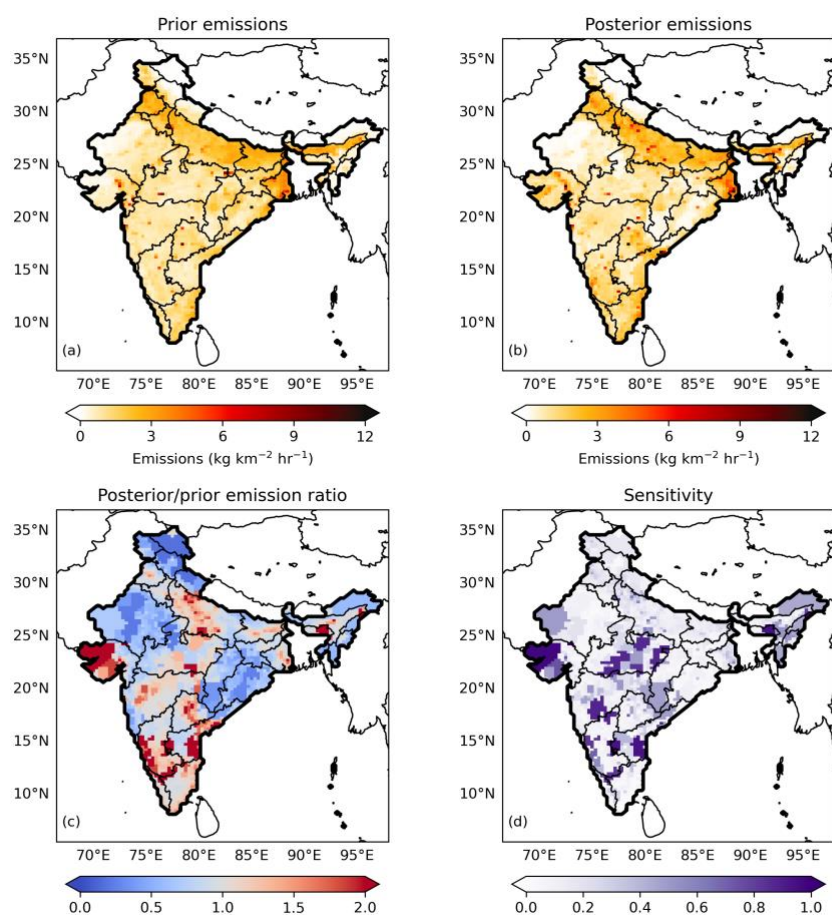 Prior emissions
Posterior emissions
35°N
30°N
25°N
20°N
15°N
10°N
(a)
70°E 75°E 80°E 85°E 90°E 95°E
0 3 6 9 12
Emissions (kg km⁻² hr⁻¹)
35°N
30°N
25°N
20°N
15°N
10°N
(b)
70°E 75°E 80°E 85°E 90°E 95°E
0 3 6 9 12
Emissions (kg km⁻² hr⁻¹)
Posterior/prior emission ratio
Sensitivity
35°N
30°N
25°N
20°N
15°N
10°N
(c)
70°E 75°E 80°E 85°E 90°E 95°E
0.0 0.5 1.0 1.5 2.0
35°N
30°N
25°N
20°N
15°N
10°N
(d)
70°E 75°E 80°E 85°E 90°E 95°E
0.0 0.2 0.4 0.6 0.8 1.0